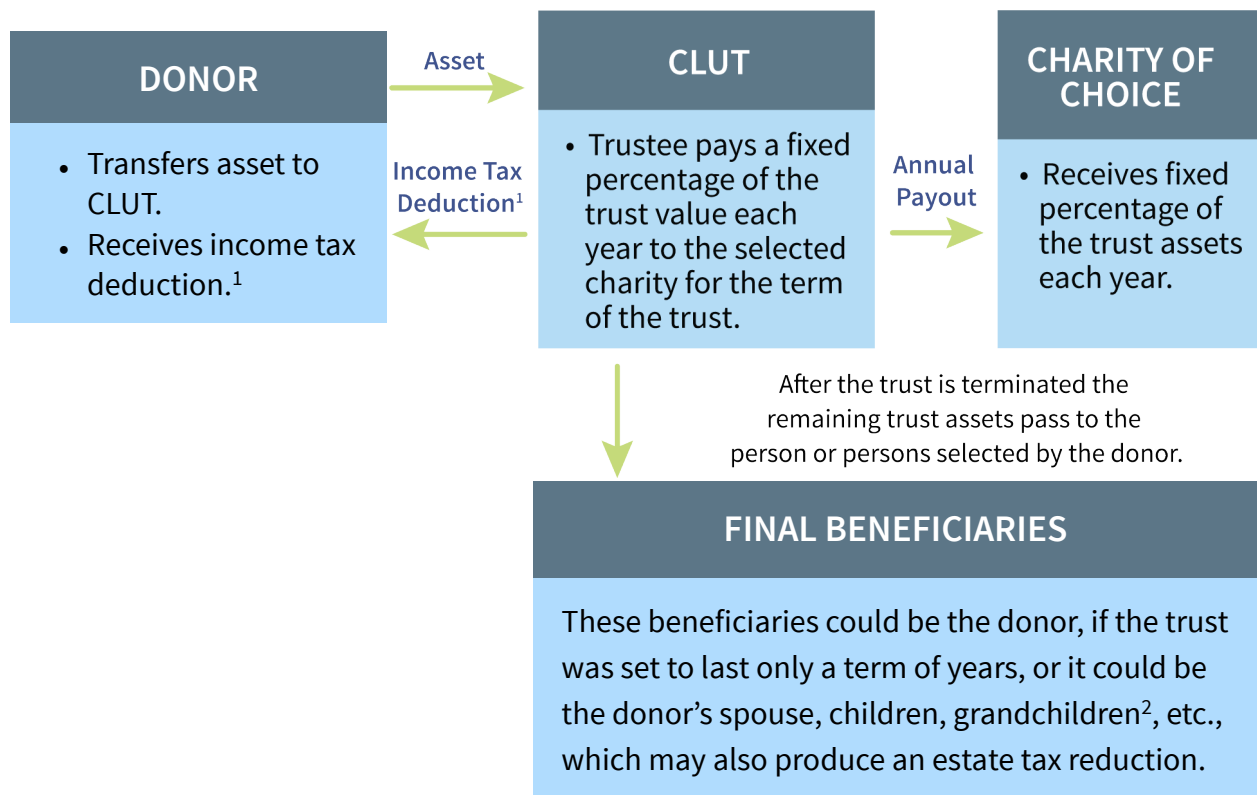 DONOR
• Transfers asset to
CLUT.
• Receives income tax
deduction.¹
Asset
Income Tax
Deduction¹
CLUT
• Trustee pays a fixed
percentage of the
trust value each
year to the selected
charity for the term
of the trust.
Annual
Payout
CHARITY OF
CHOICE
• Receives fixed
percentage of
the trust assets
each year.
After the trust is terminated the
remaining trust assets pass to the
person or persons selected by the donor.
FINAL BENEFICIARIES
These beneficiaries could be the donor, if the trust
was set to last only a term of years, or it could be
the donor’s spouse, children, grandchildren², etc.,
which may also produce an estate tax reduction.